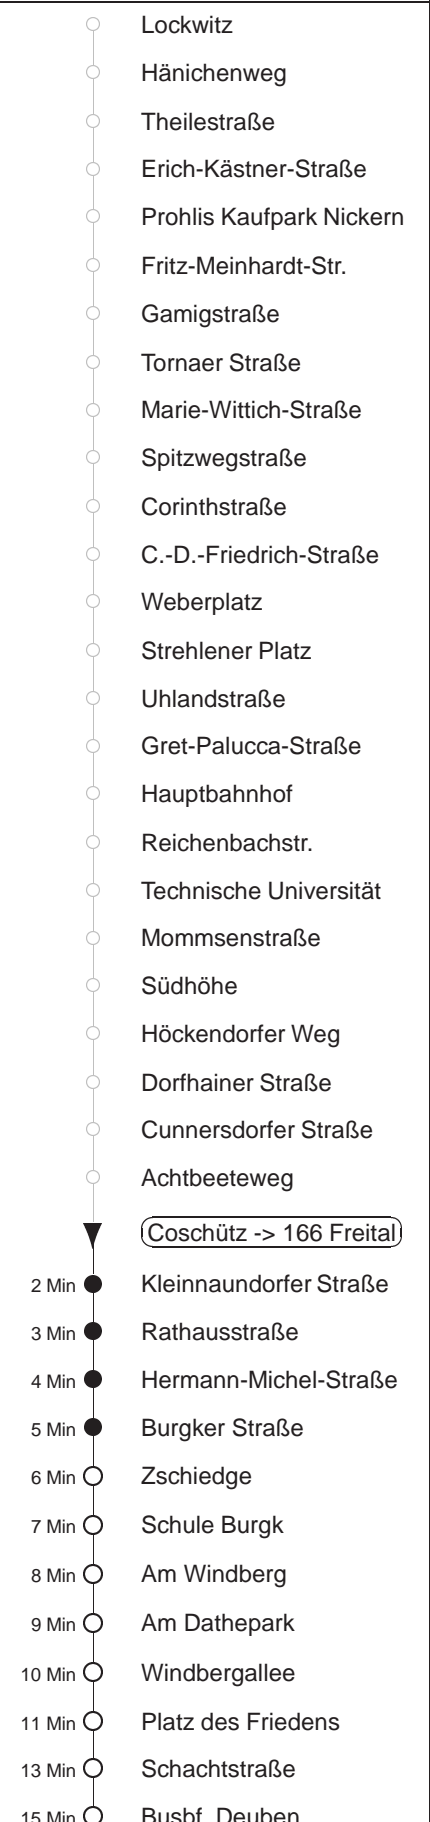 Lockwitz
Hänichenweg
Theilestraße
Erich-Kästner-Straße
Prohlis Kaufpark Nickern
Fritz-Meinhardt-Str.
Gamigstraße
Tornaer Straße
Marie-Wittich-Straße
Spitzwegstraße
Corinthstraße
C.-D.-Friedrich-Straße
Weberplatz
Strehlener Platz
Uhlandstraße
Gret-Palucca-Straße
Hauptbahnhof
Reichenbachstr.
Technische Universität
Mommsenstraße
Südhöhe
Höckendorfer Weg
Dorfhainer Straße
Cunnersdorfer Straße
Achtbeeteweg
Coschütz -> 166 Freital
2 Min Kleinnaundorfer Straße
3 Min Rathausstraße
4 Min Hermann-Michel-Straße
5 Min Burgker Straße
6 Min Zschiedge
7 Min Schule Burgk
8 Min Am Windberg
9 Min Am Dathepark
10 Min Windbergallee
11 Min Platz des Friedens
13 Min Schachtstraße
15 Min Busbf. Deuben